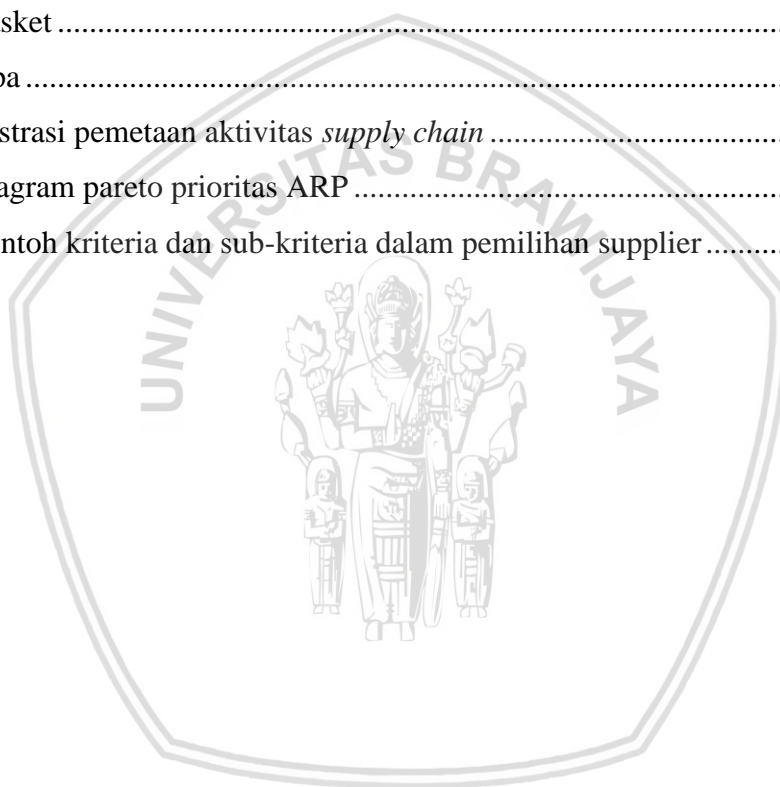 sket ....................................................................................................
pa ........................................................................................................
strasi pemetaan aktivitas supply chain ..........................................
agram pareto prioritas ARP .............................................................
ntoh kriteria dan sub-kriteria dalam pemilihan supplier ..........
UNIVERSITAS BRAWIJAYA